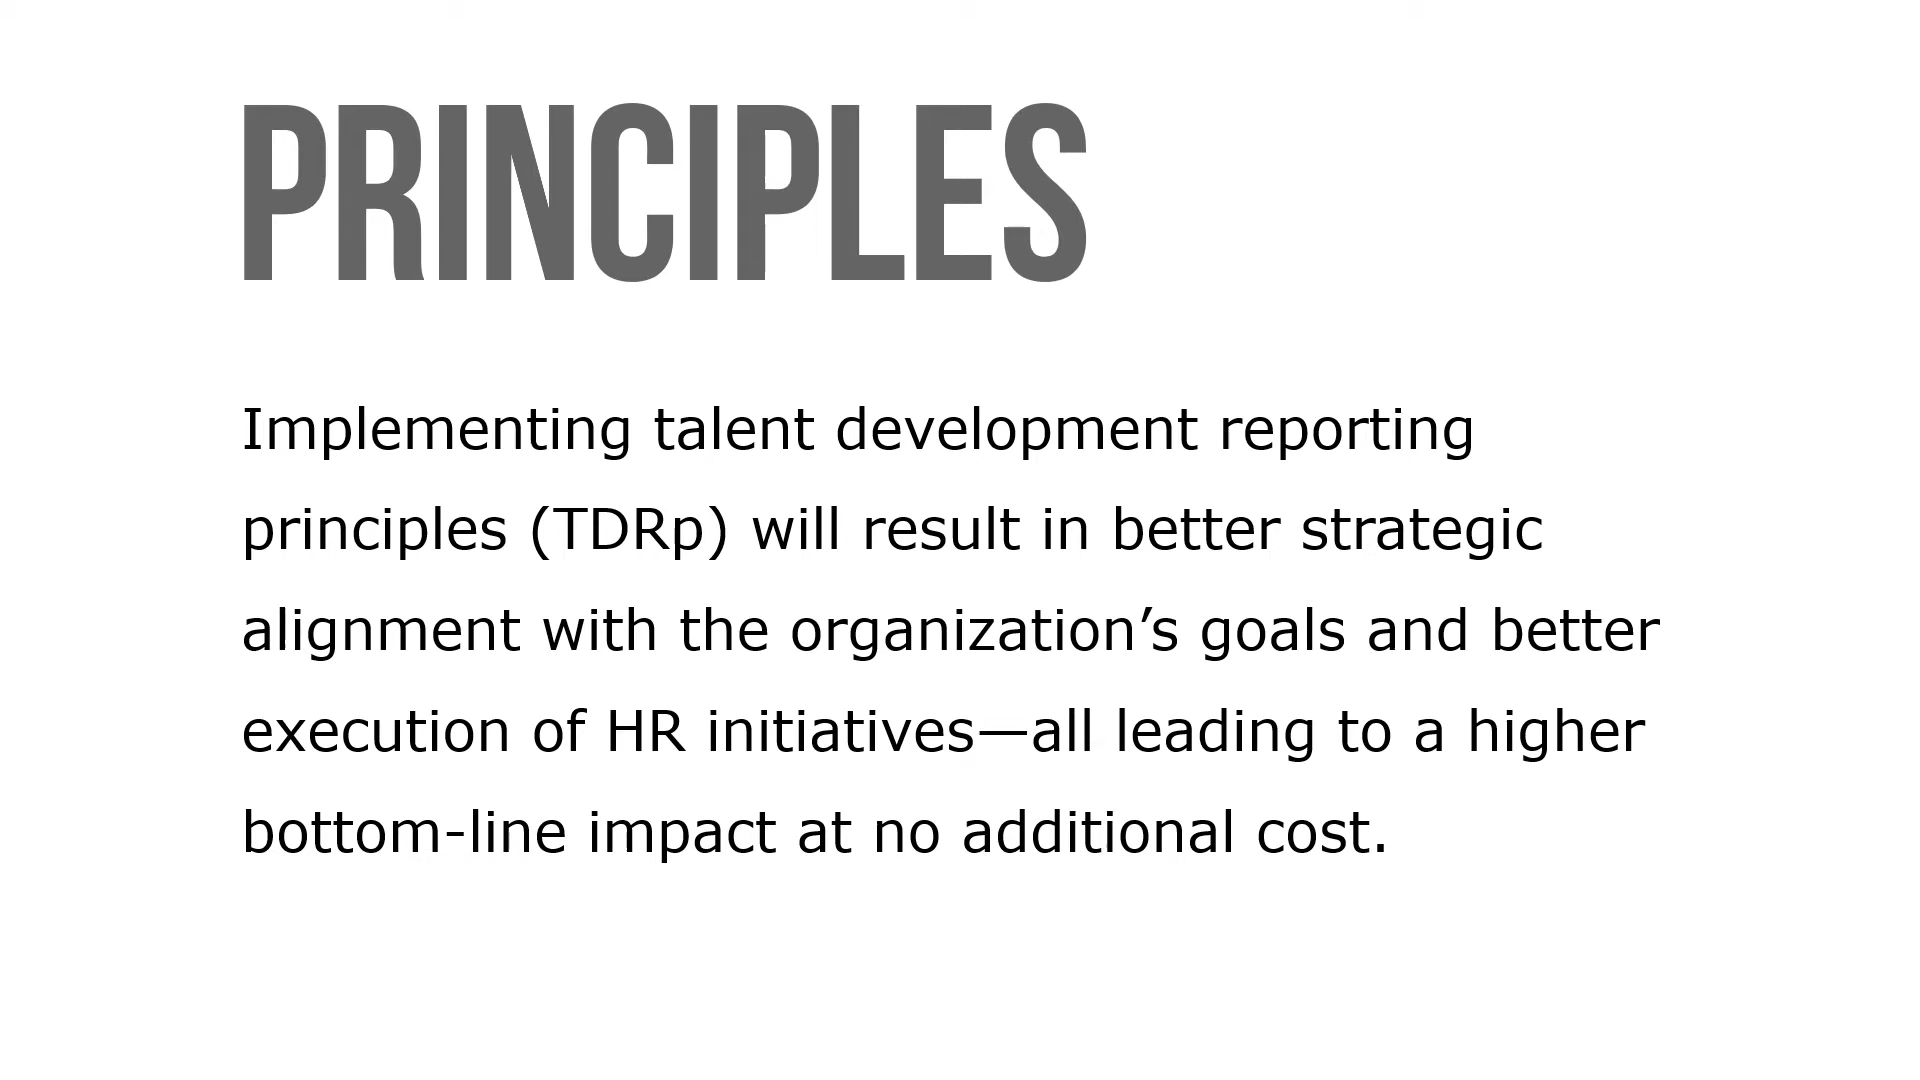 PRINCIPLES
Implementing talent development reporting
principles (TDRp) will result in better strategic
alignment with the organization’s goals and better
execution of HR initiatives—all leading to a higher
bottom-line impact at no additional cost.